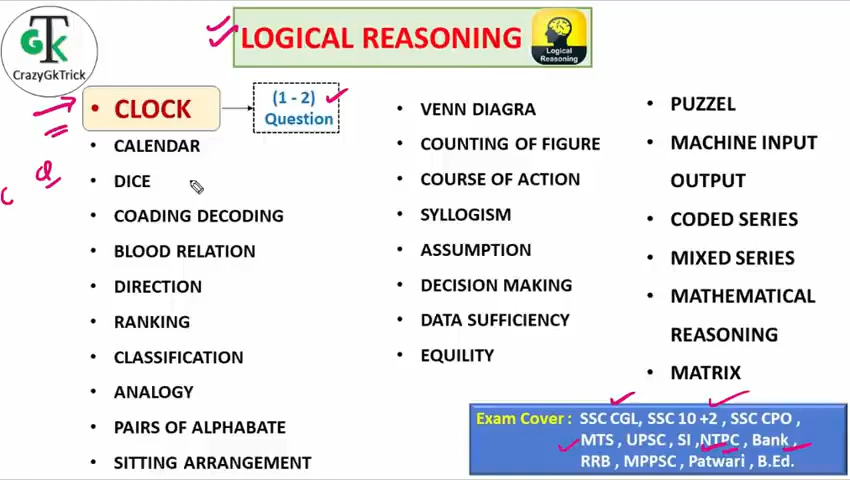 GTK
CrazyGkTrick
LOGICAL REASONING
Logical
Reasoning
• CLOCK
(1 - 2)
Question
• CALENDAR
• DICE
• COADING DECODING
• BLOOD RELATION
• DIRECTION
• RANKING
• CLASSIFICATION
• ANALOGY
• PAIRS OF ALPHABATE
• SITTING ARRANGEMENT
• VENN DIAGRA
• COUNTING OF FIGURE
• COURSE OF ACTION
• SYLLOGISM
• ASSUMPTION
• DECISION MAKING
• DATA SUFFICIENCY
• EQUILITY
• PUZZEL
• MACHINE INPUT
OUTPUT
• CODED SERIES
• MIXED SERIES
• MATHEMATICAL
REASONING
• MATRIX
Exam Cover : SSC CGL, SSC 10 +2 , SSC CPO ,
MTS , UPSC , SI ,NTPC , Bank ,
RRB , MPPSC , Patwari , B.Ed.